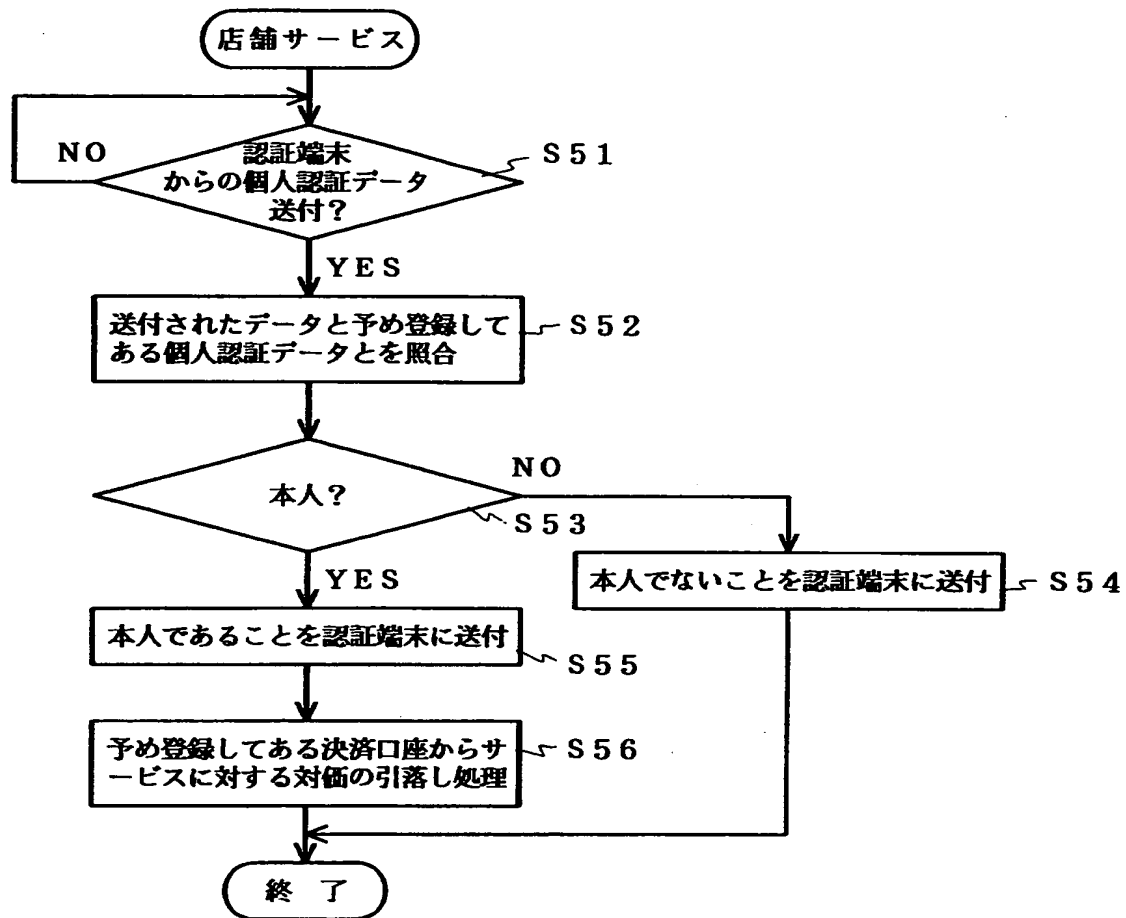 店舗サービス
NO
認証端末
からの個人認証データ
送付？
S51
YES
送付されたデータと予め登録して
ある個人認証データとを照合
S52
本人？
NO
S53
YES
本人でないことを認証端末に送付
S54
本人であることを認証端末に送付
S55
予め登録してある決済口座からサ
ービスに対する対価の引落し処理
S56
終 了